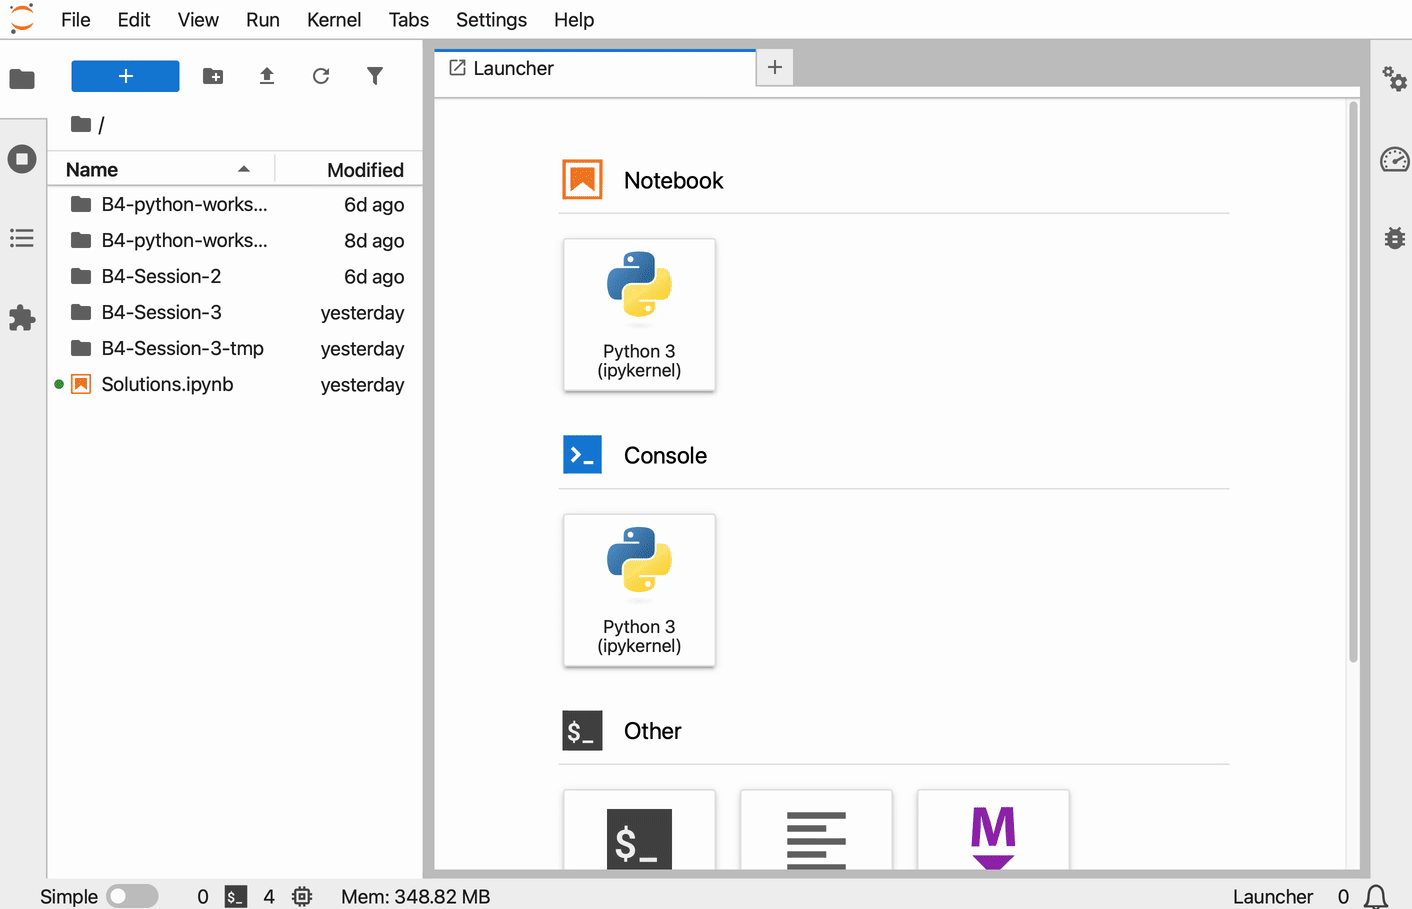 File Edit View Run Kernel Tabs Settings Help
+
Launcher
+
/
Name Modified
B4-python-works... 6d ago
B4-python-works... 8d ago
B4-Session-2 6d ago
B4-Session-3 yesterday
B4-Session-3-tmp yesterday
Solutions.ipynb yesterday
Notebook
Python 3
(ipykernel)
Console
Python 3
(ipykernel)
$_ Other
$_ M
Simple 0 $_ 4 Mem: 348.82 MB Launcher 0